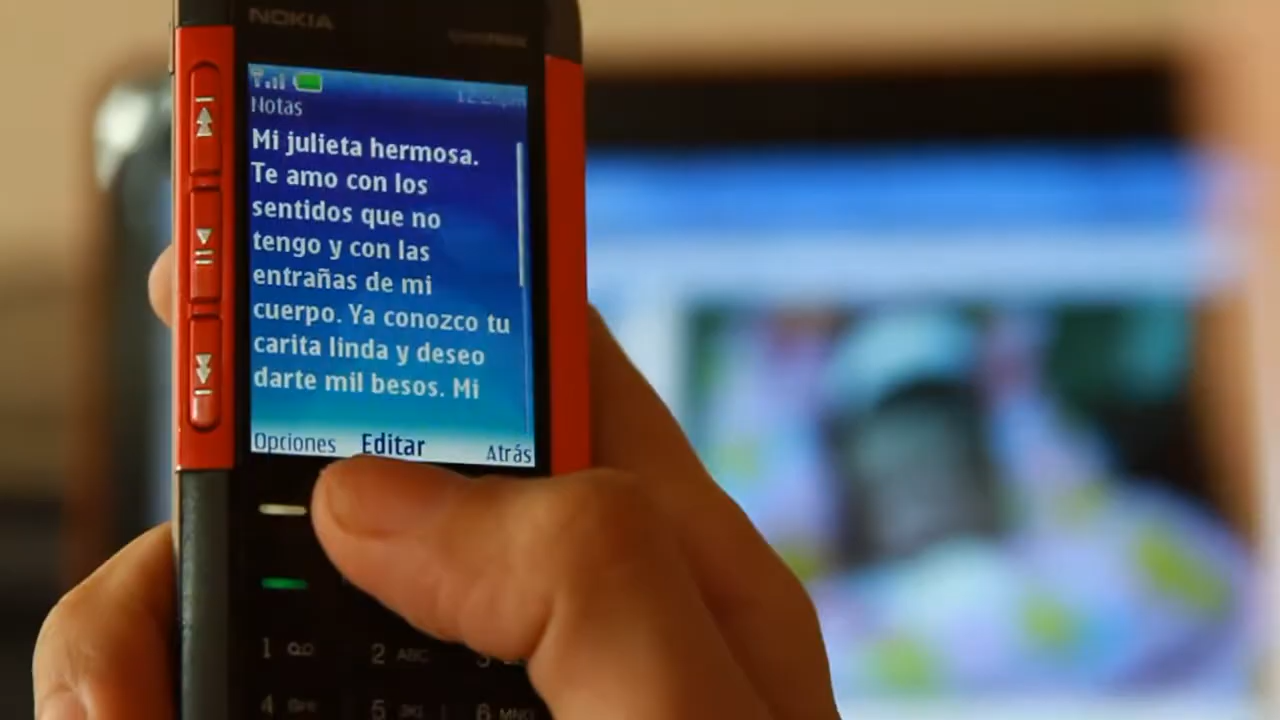 NOKIA
Notas
Mi julieta hermosa.
Te amo con los
sentidos que no
tengo y con las
entrañas de mi
cuerpo. Ya conozco tu
carita linda y deseo
darte mil besos. Mi
Opciones Editar Atrás
1
2 ABC
4 GHI
5 JKL
6 MNO